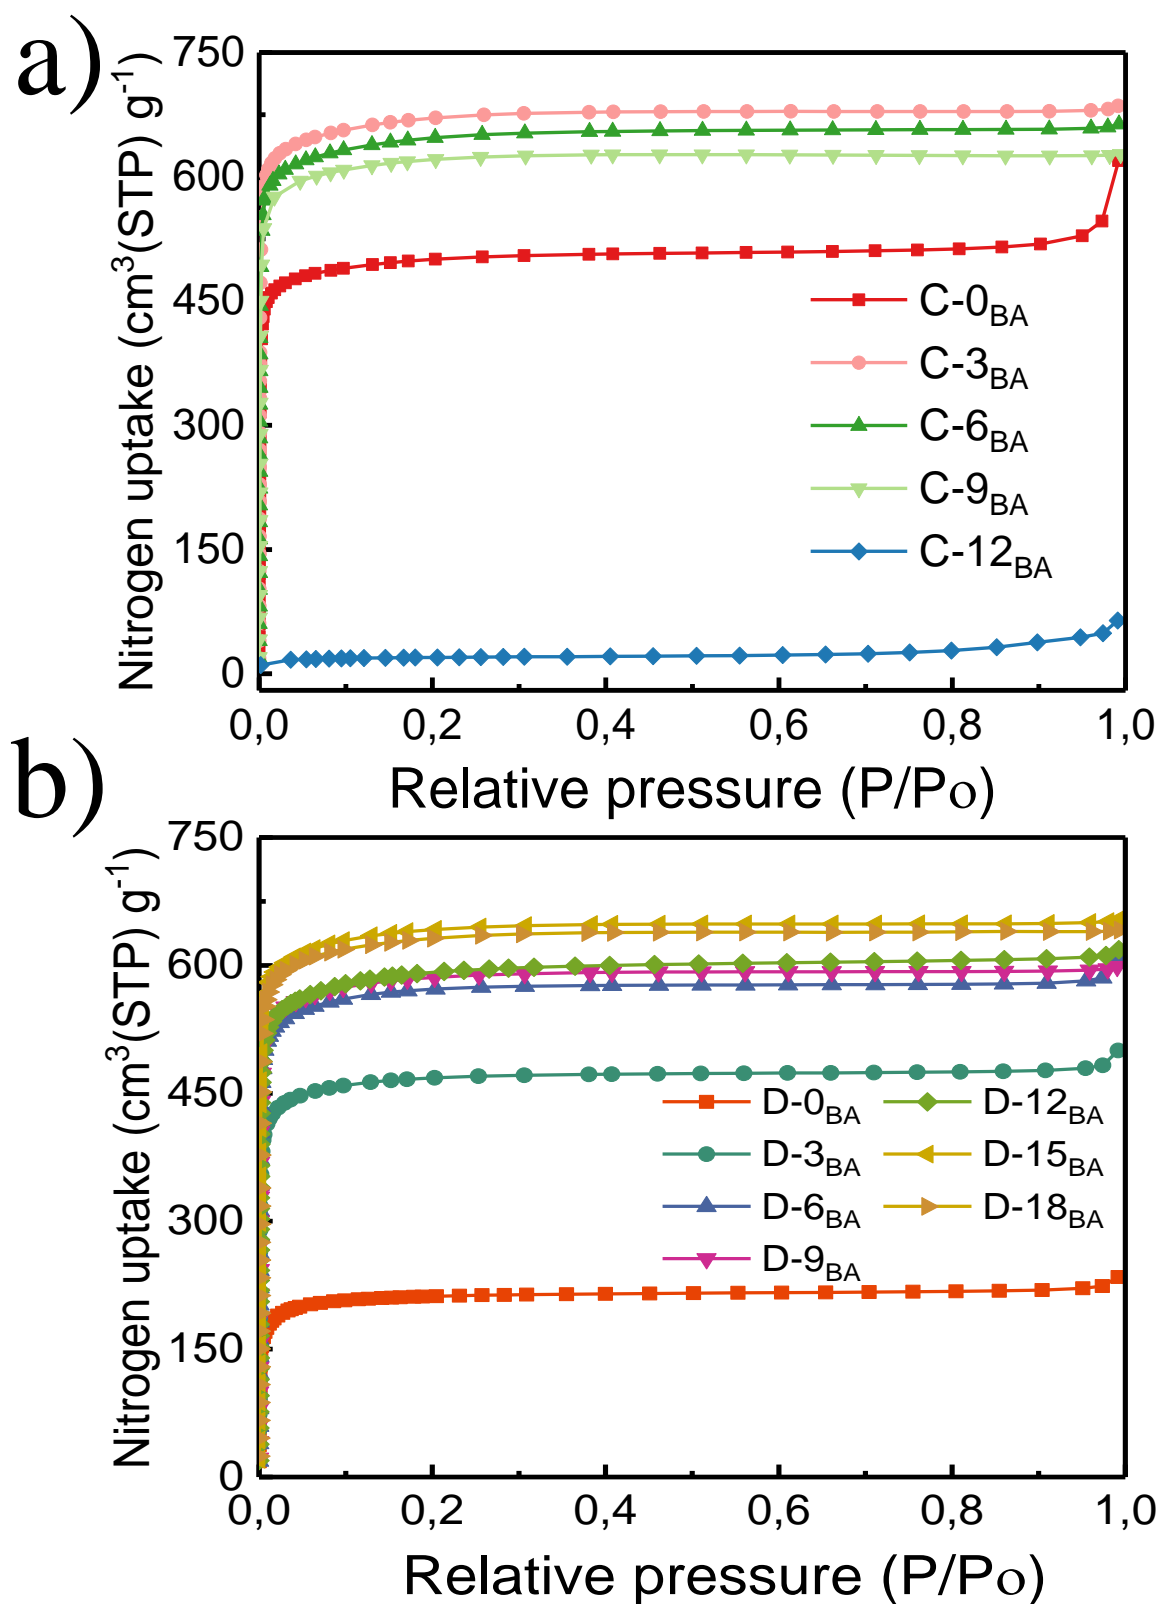 a)
Nitrogen uptake (cm³(STP) g⁻¹)
750
600
450
300
150
0
C-0BA
C-3BA
C-6BA
C-9BA
C-12BA
0,0 0,2 0,4 0,6 0,8 1,0
Relative pressure (P/Po)
b)
Nitrogen uptake (cm³(STP) g⁻¹)
750
600
450
300
150
0
D-0BA D-12BA
D-3BA D-15BA
D-6BA D-18BA
D-9BA
0,0 0,2 0,4 0,6 0,8 1,0
Relative pressure (P/Po)